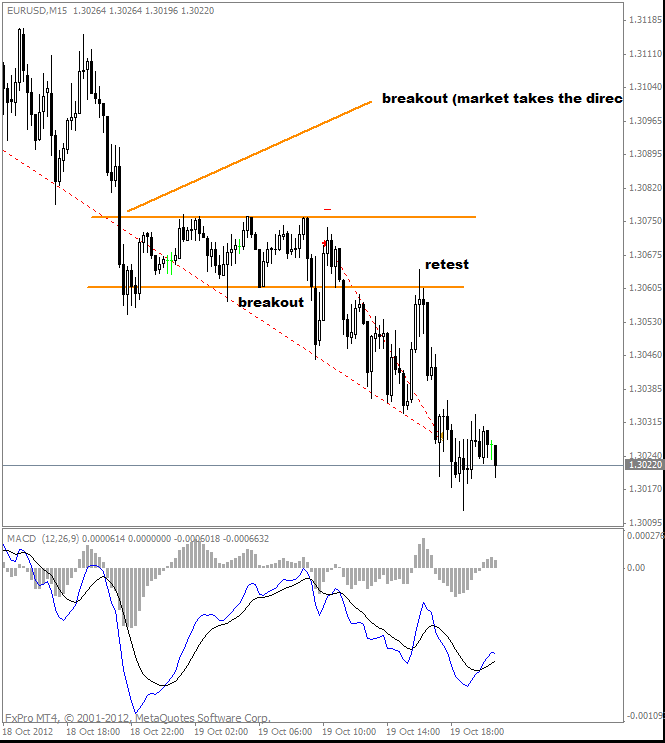 EURUSD,M15 1.30264 1.30264 1.30196 1.30220
1.31185
1.31110
1.31040
breakout (market takes the direc
1.30965
1.30895
1.30820
1.30750
1.30675
retest
1.30605
breakout
1.30530
1.30460
1.30385
1.30315
1.30240
1.30220
1.30170
1.30095
MACD (12,26,9) 0.0000614 0.0000000 -0.0006018 -0.0006632
0.000276
0.00
FxPro MT4, © 2001-2012, MetaQuotes Software Corp.
-0.00109
18 Oct 2012 18 Oct 18:00 18 Oct 22:00 19 Oct 02:00 19 Oct 06:00 19 Oct 10:00 19 Oct 14:00 19 Oct 18:00